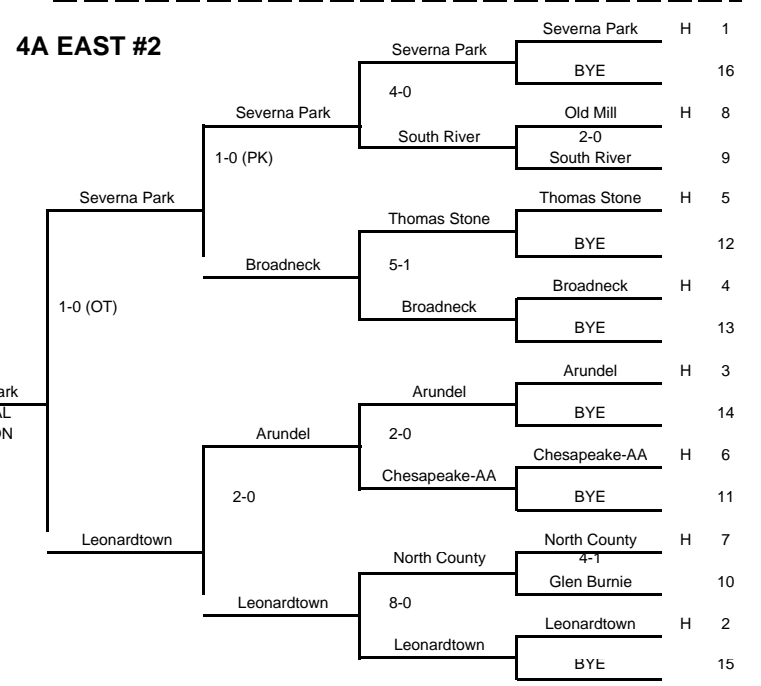 4A EAST #2
Severna Park H 1
Severna Park
BYE 16
4-0
Severna Park
Old Mill H 8
South River
2-0
South River 9
1-0 (PK)
Severna Park
Thomas Stone H 5
Thomas Stone
BYE 12
Broadneck
5-1
Broadneck H 4
1-0 (OT)
Broadneck
BYE 13
Arundel H 3
ark
Arundel
AL
BYE 14
ON
Arundel
2-0
Chesapeake-AA H 6
Chesapeake-AA
2-0
BYE 11
Leonardtown
North County H 7
North County
4-1
Glen Burnie 10
Leonardtown
8-0
Leonardtown H 2
Leonardtown
BYE 15